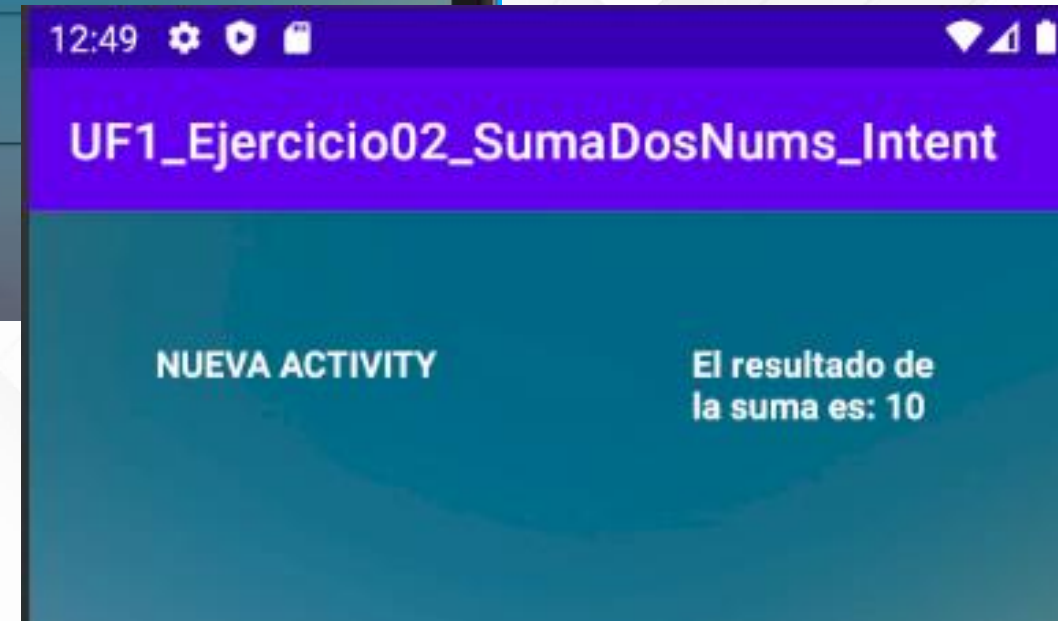 12:49
UF1_Ejercicio02_SumaDosNums_Intent
NUEVA ACTIVITY
El resultado de
la suma es: 10